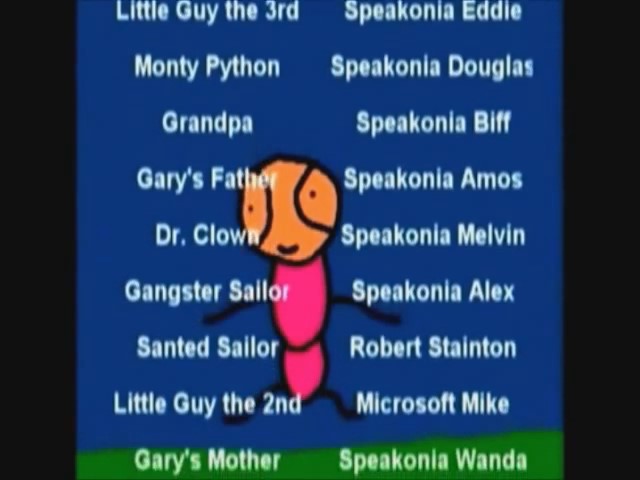 Little Guy the 3rd Speakonia Eddie
Monty Python Speakonia Douglas
Grandpa Speakonia Biff
Gary's Father Speakonia Amos
Dr. Clown Speakonia Melvin
Gangster Sailor Speakonia Alex
Santed Sailor Robert Stainton
Little Guy the 2nd Microsoft Mike
Gary's Mother Speakonia Wanda